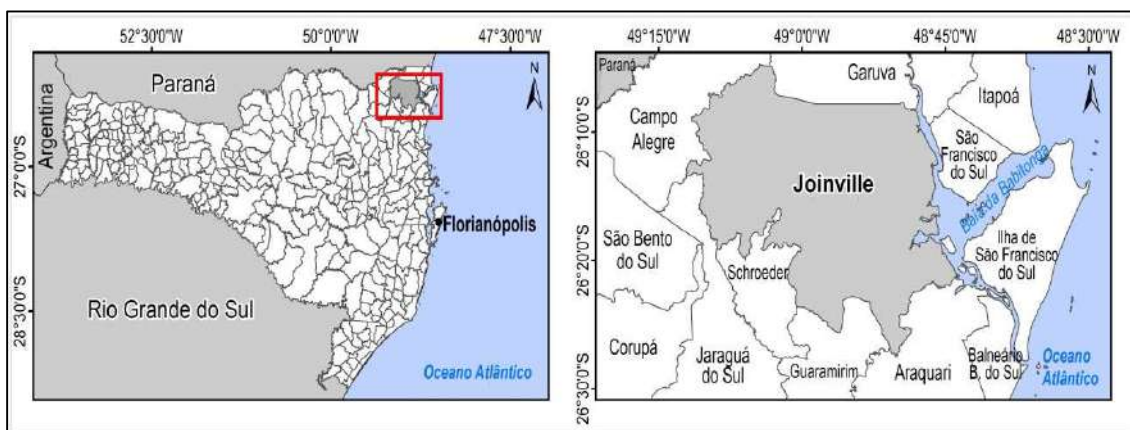 52°30'0"W
50°0'0"W
47°30'0"W
27°0'0"S
28°30'0"S
Argentina
Paraná
N
Florianópolis
Rio Grande do Sul
Oceano Atlântico
49°15'0"W
49°0'0"W
48°45'0"W
48°30'0"W
26°10'0"S
26°20'0"S
26°30'0"S
Paraná
Garuva
N
Itapoá
Campo
Alegre
São
Francisco
do Sul
Baía da Babitonga
Joinville
São Bento
do Sul
Schroeder
Ilha de
São Francisco
do Sul
Corupá
Jaraguá
do Sul
Guaramirim
Araquari
Balneário
B. do Sul
Oceano
Atlântico